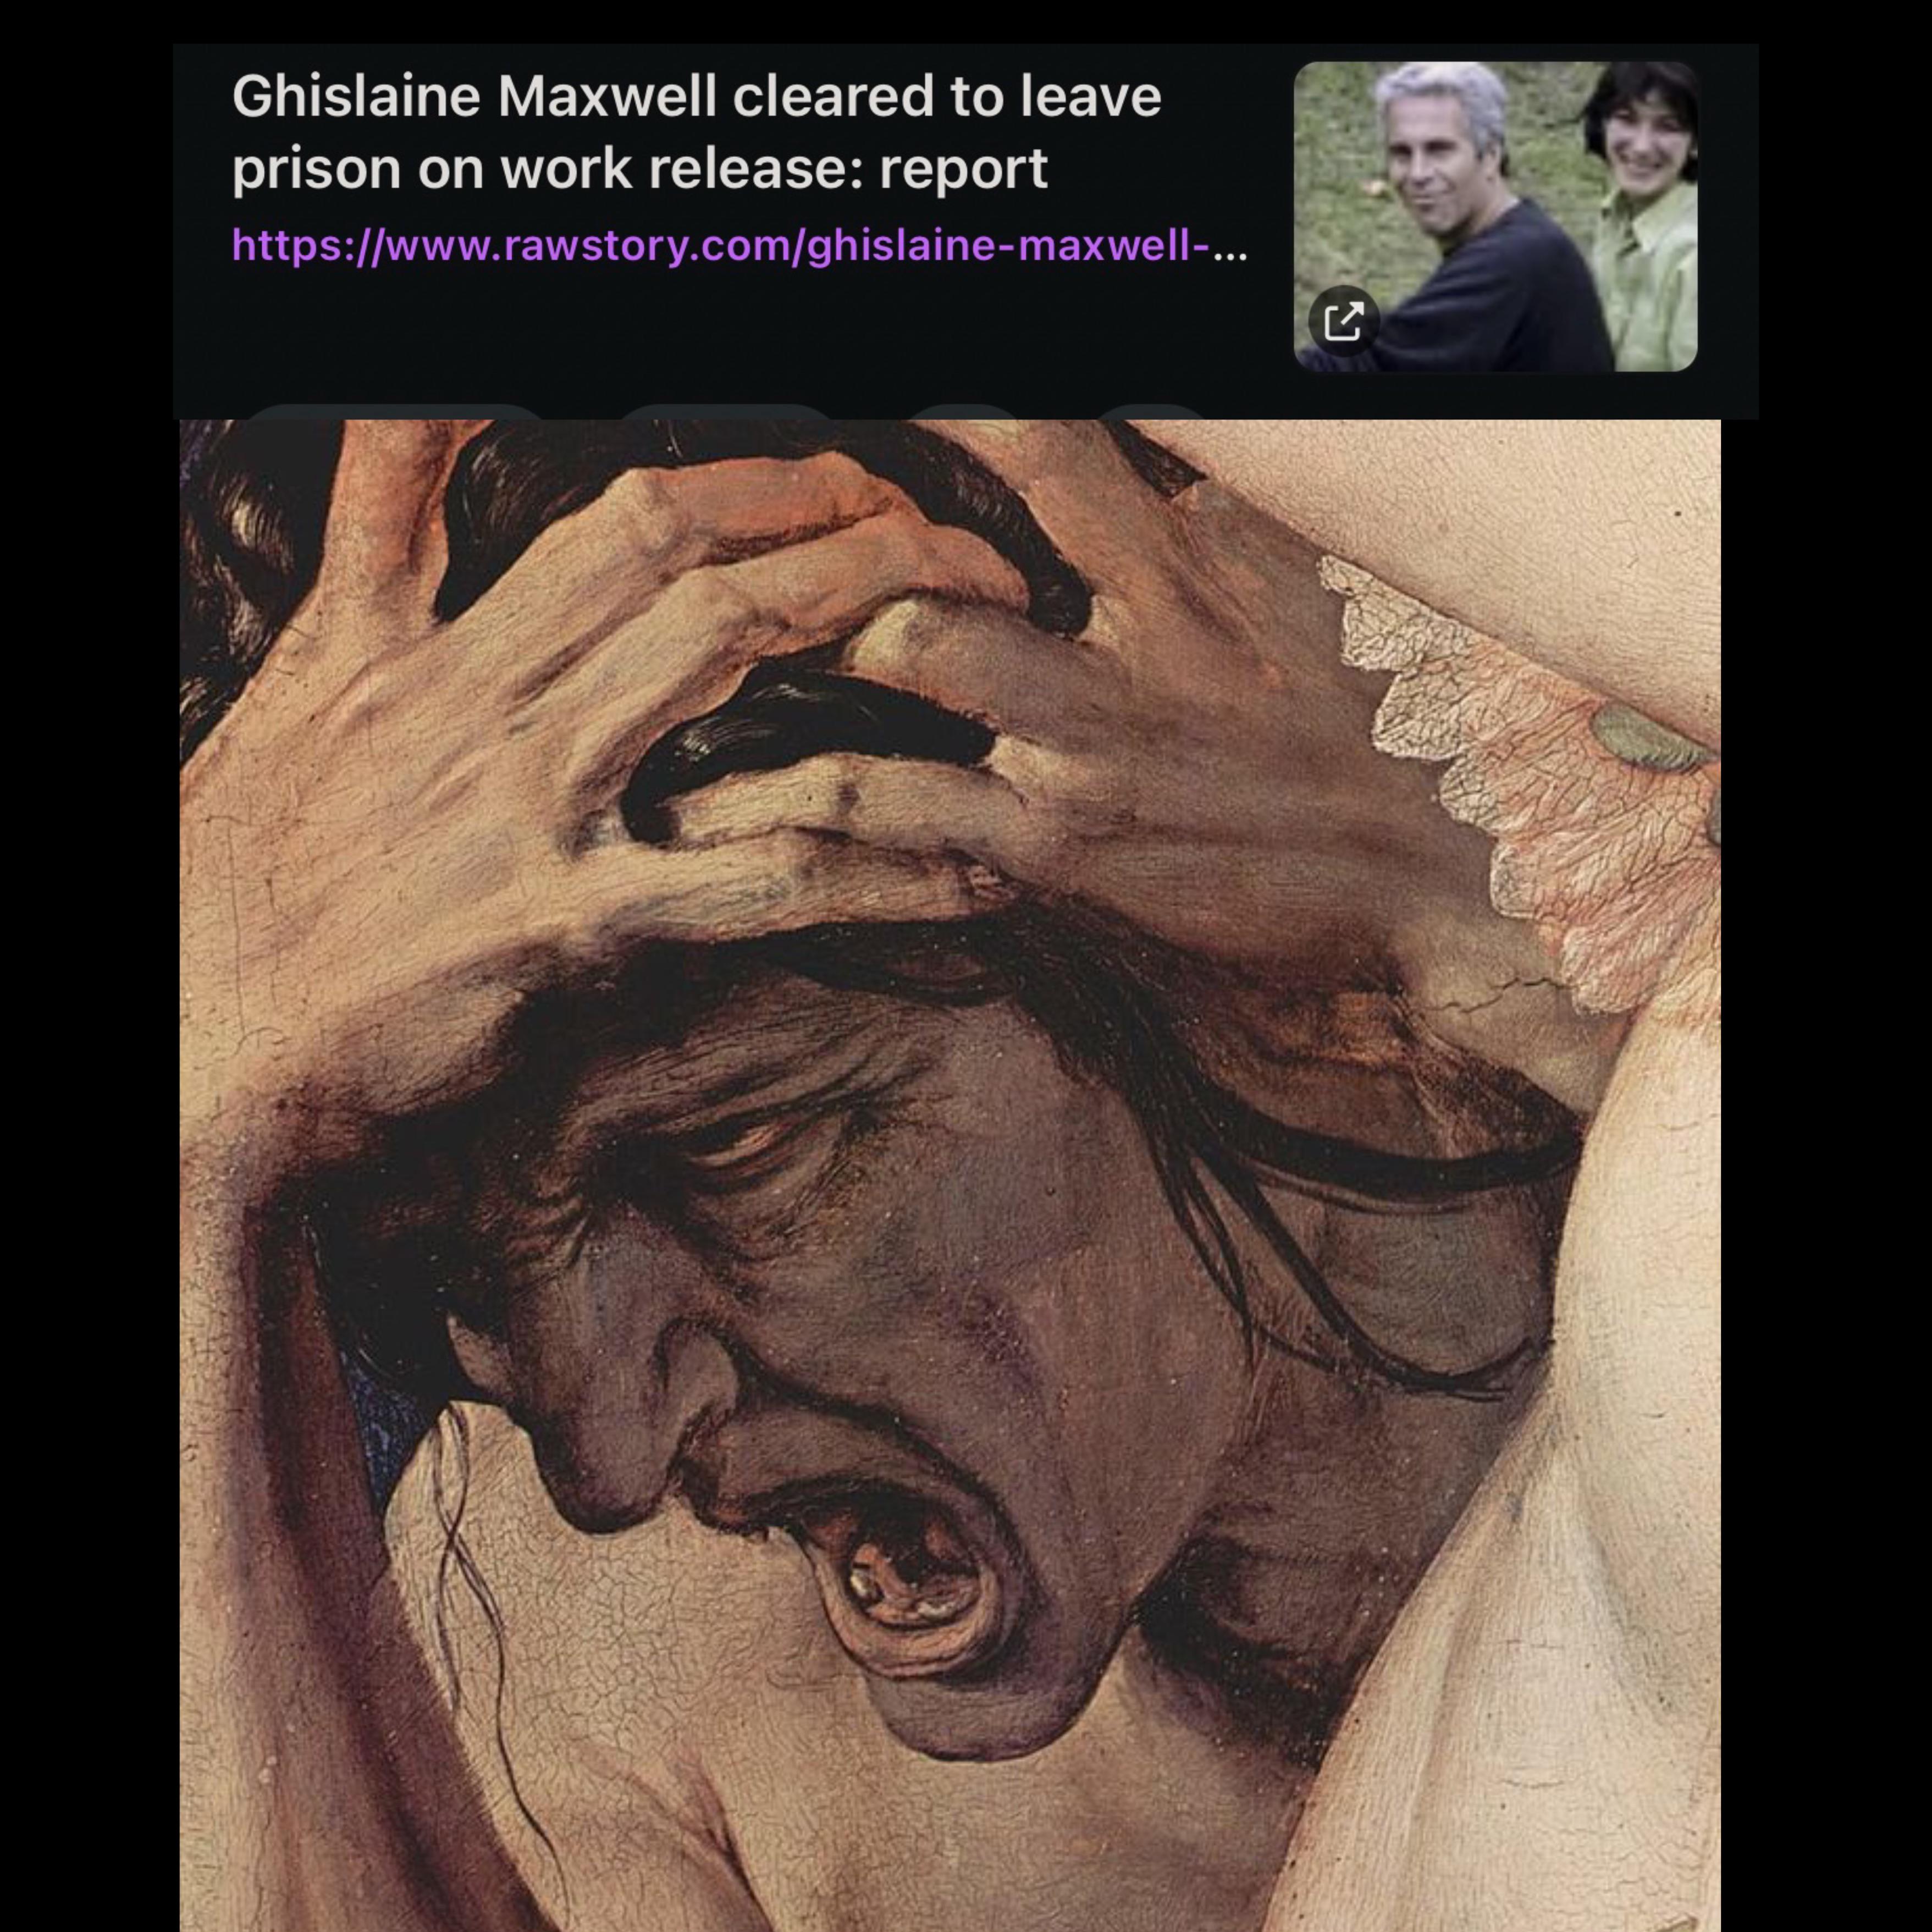 Ghislaine Maxwell cleared to leave
prison on work release: report
https://www.rawstory.com/ghislaine-maxwell-...